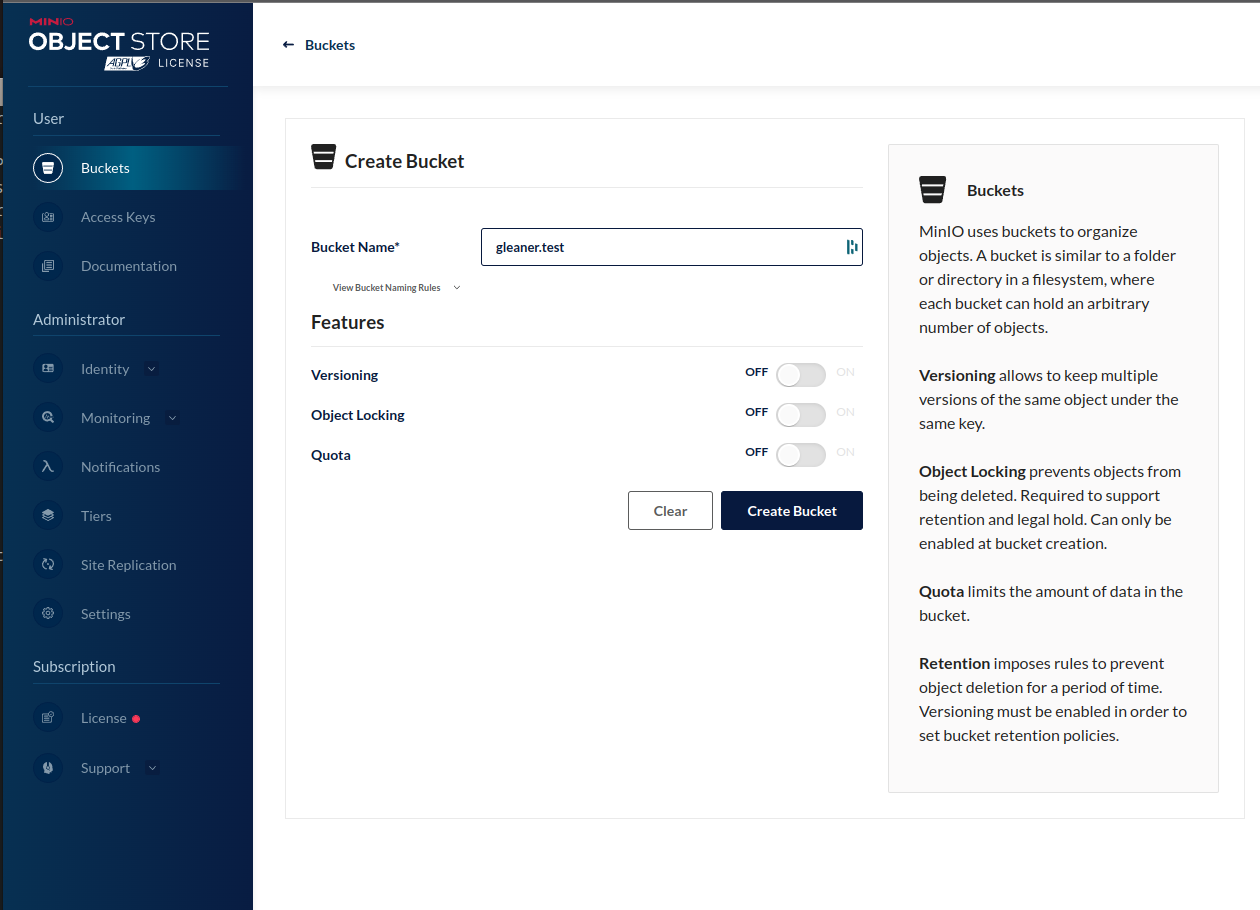 MINIO
OBJECT STORE
AGPLv3 LICENSE
User
Buckets
Access Keys
Documentation
Administrator
Identity
Monitoring
Notifications
Tiers
Site Replication
Settings
Subscription
License
Support
Buckets
Create Bucket
Bucket Name*
gleaner.test
View Bucket Naming Rules
Features
Versioning
OFF ON
Object Locking
OFF ON
Quota
OFF ON
Clear
Create Bucket
Buckets
MinIO uses buckets to organize
objects. A bucket is similar to a folder
or directory in a filesystem, where
each bucket can hold an arbitrary
number of objects.
Versioning allows to keep multiple
versions of the same object under the
same key.
Object Locking prevents objects from
being deleted. Required to support
retention and legal hold. Can only be
enabled at bucket creation.
Quota limits the amount of data in the
bucket.
Retention imposes rules to prevent
object deletion for a period of time.
Versioning must be enabled in order to
set bucket retention policies.